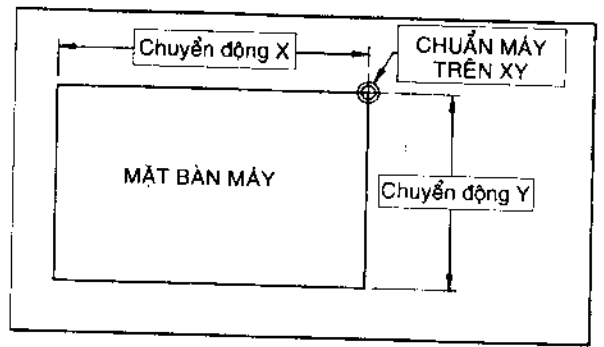 Chuyển động X
CHUẨN MÁY
TRÊN XY
MẶT BÀN MÁY
Chuyển động Y